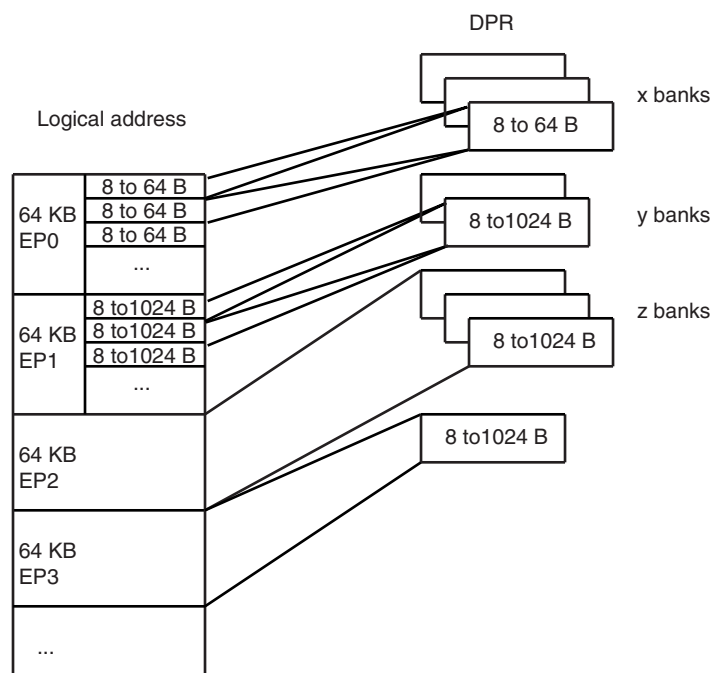 DPR
x banks
8 to 64 B
Logical address
64 KB
EP0
8 to 64 B
8 to 64 B
8 to 64 B
...
y banks
8 to1024 B
64 KB
EP1
8 to1024 B
8 to1024 B
8 to1024 B
...
z banks
8 to1024 B
64 KB
EP2
8 to1024 B
64 KB
EP3
...